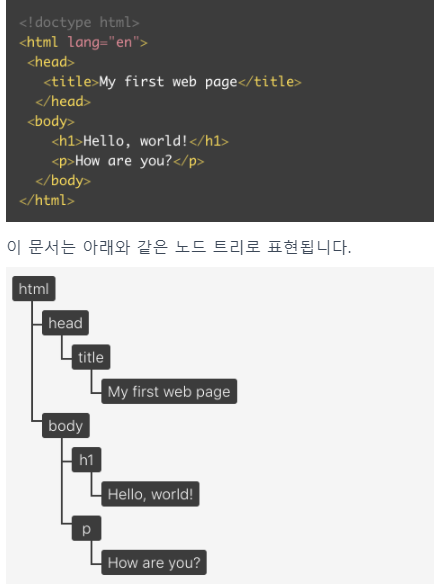 <!doctype html>
<html lang="en">
<head>
<title>My first web page</title>
</head>
<body>
<h1>Hello, world!</h1>
<p>How are you?</p>
</body>
</html>
이 문서는 아래와 같은 노드 트리로 표현됩니다.
html
head
title
My first web page
body
h1
Hello, world!
p
How are you?